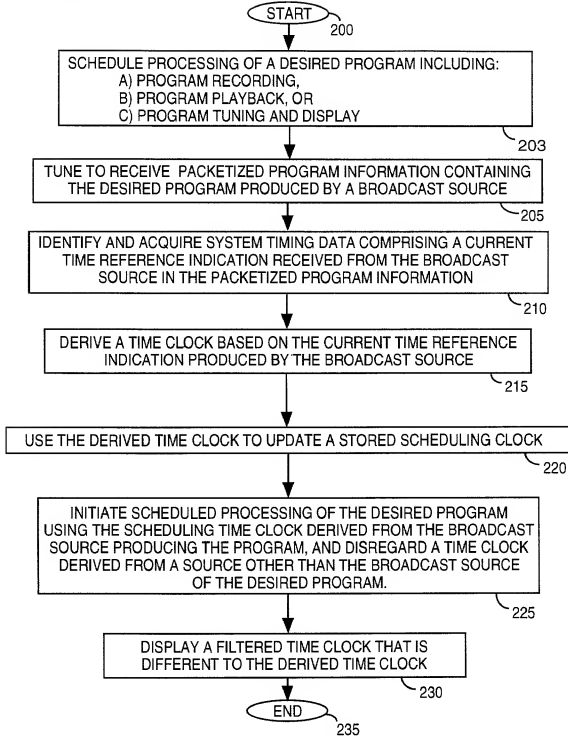 START
200
SCHEDULE PROCESSING OF A DESIRED PROGRAM INCLUDING:
A) PROGRAM RECORDING,
B) PROGRAM PLAYBACK, OR
C) PROGRAM TUNING AND DISPLAY
203
TUNE TO RECEIVE PACKETIZED PROGRAM INFORMATION CONTAINING
THE DESIRED PROGRAM PRODUCED BY A BROADCAST SOURCE
205
IDENTIFY AND ACQUIRE SYSTEM TIMING DATA COMPRISING A CURRENT
TIME REFERENCE INDICATION RECEIVED FROM THE BROADCAST
SOURCE IN THE PACKETIZED PROGRAM INFORMATION
210
DERIVE A TIME CLOCK BASED ON THE CURRENT TIME REFERENCE
INDICATION PRODUCED BY THE BROADCAST SOURCE
215
USE THE DERIVED TIME CLOCK TO UPDATE A STORED SCHEDULING CLOCK
220
INITIATE SCHEDULED PROCESSING OF THE DESIRED PROGRAM
USING THE SCHEDULING TIME CLOCK DERIVED FROM THE BROADCAST
SOURCE PRODUCING THE PROGRAM, AND DISREGARD A TIME CLOCK
DERIVED FROM A SOURCE OTHER THAN THE BROADCAST SOURCE
OF THE DESIRED PROGRAM.
225
DISPLAY A FILTERED TIME CLOCK THAT IS
DIFFERENT TO THE DERIVED TIME CLOCK
230
END
235